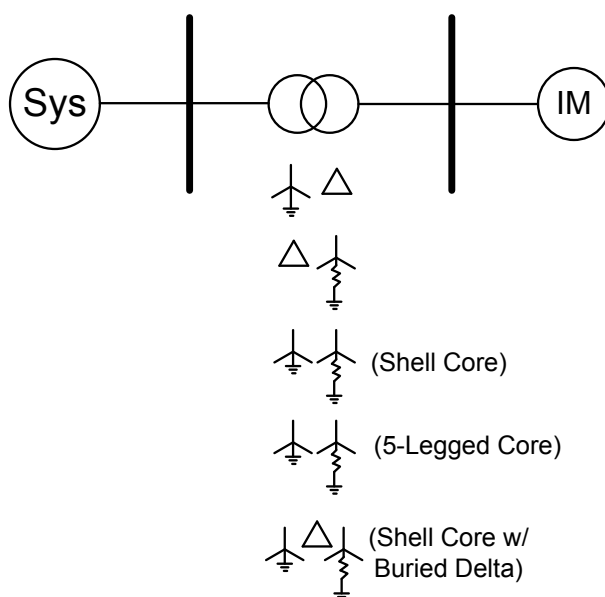 Sys
IM
(Shell Core)
(5-Legged Core)
(Shell Core w/
Buried Delta)